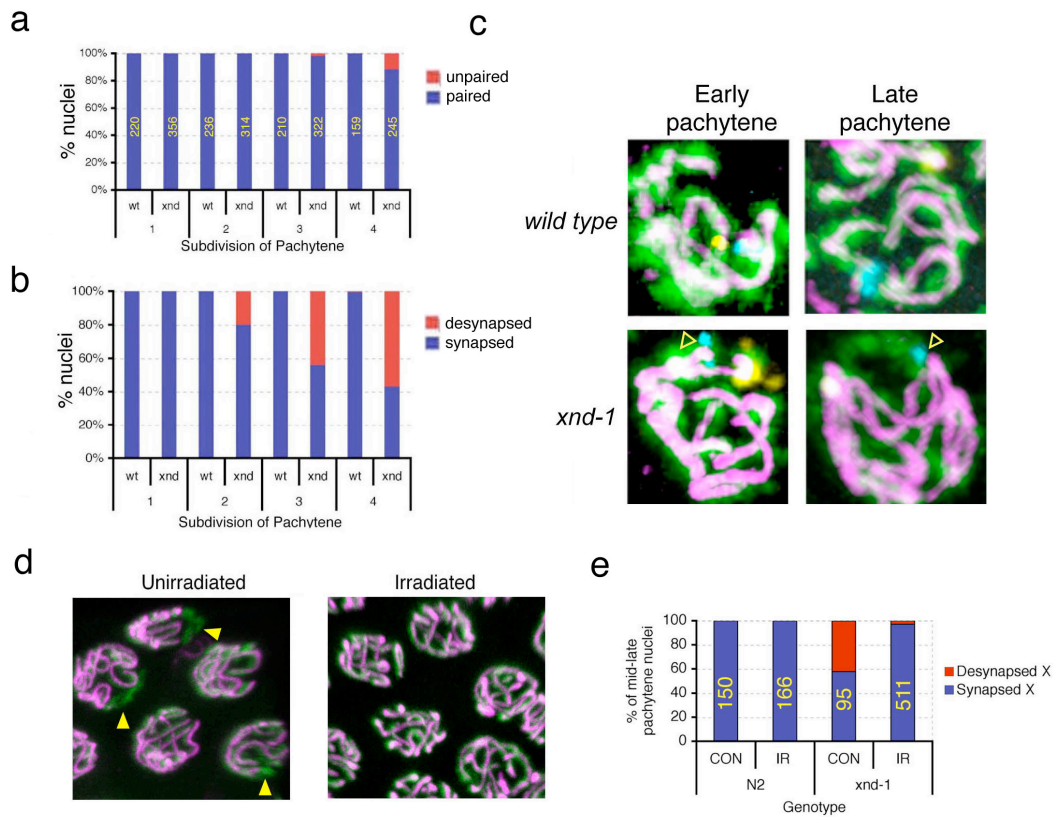 a
100%
80%
60%
40%
20%
0%
% nuclei
220
356
236
314
210
322
159
245
wt xnd wt xnd wt xnd wt xnd
1 2 3 4
Subdivision of Pachytene
unpaired
paired
b
100%
80%
60%
40%
20%
0%
% nuclei
wt xnd wt xnd wt xnd wt xnd
1 2 3 4
Subdivision of Pachytene
desynapsed
synapsed
c
Early
pachytene
Late
pachytene
wild type
xnd-1
d
Unirradiated
Irradiated
e
100
80
60
40
20
0
% of mid-late
pachytene nuclei
150
166
95
511
CON IR CON IR
N2 xnd-1
Genotype
Desynapsed X
Synapsed X